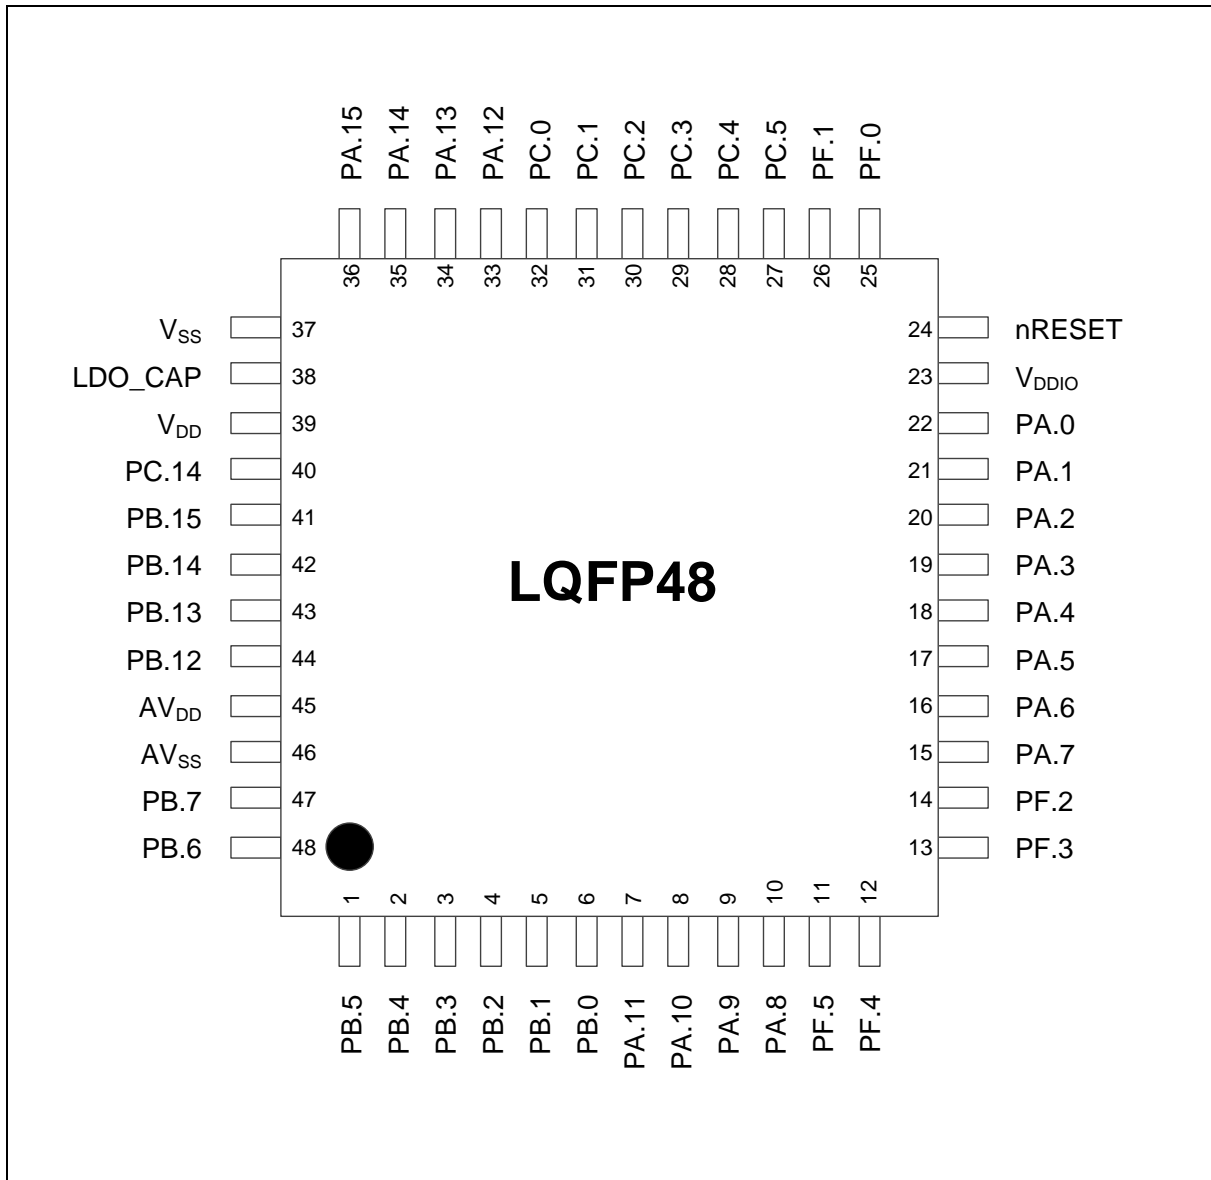 PA.15 PA.14 PA.13 PA.12 PC.0 PC.1 PC.2 PC.3 PC.4 PC.5 PF.1 PF.0
36 35 34 33 32 31 30 29 28 27 26 25
VSS 37 24 nRESET
LDO_CAP 38 23 VDDIO
VDD 39 22 PA.0
PC.14 40 21 PA.1
PB.15 41 20 PA.2
PB.14 42 19 PA.3
LQFP48
PB.13 43 18 PA.4
PB.12 44 17 PA.5
AVDD 45 16 PA.6
AVSS 46 15 PA.7
PB.7 47 14 PF.2
PB.6 48 13 PF.3
1 2 3 4 5 6 7 8 9 10 11 12
PB.5 PB.4 PB.3 PB.2 PB.1 PB.0 PA.11 PA.10 PA.9 PA.8 PF.5 PF.4